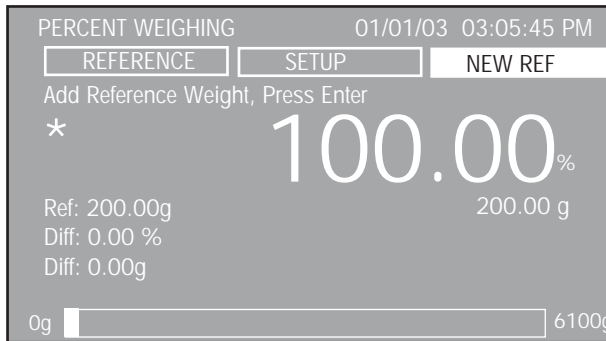 PERCENT WEIGHING 01/01/03 03:05:45 PM
REFERENCE SETUP NEW REF
Add Reference Weight, Press Enter
* 100.00%
Ref: 200.00g 200.00 g
Diff: 0.00 %
Diff: 0.00g
0g 6100g